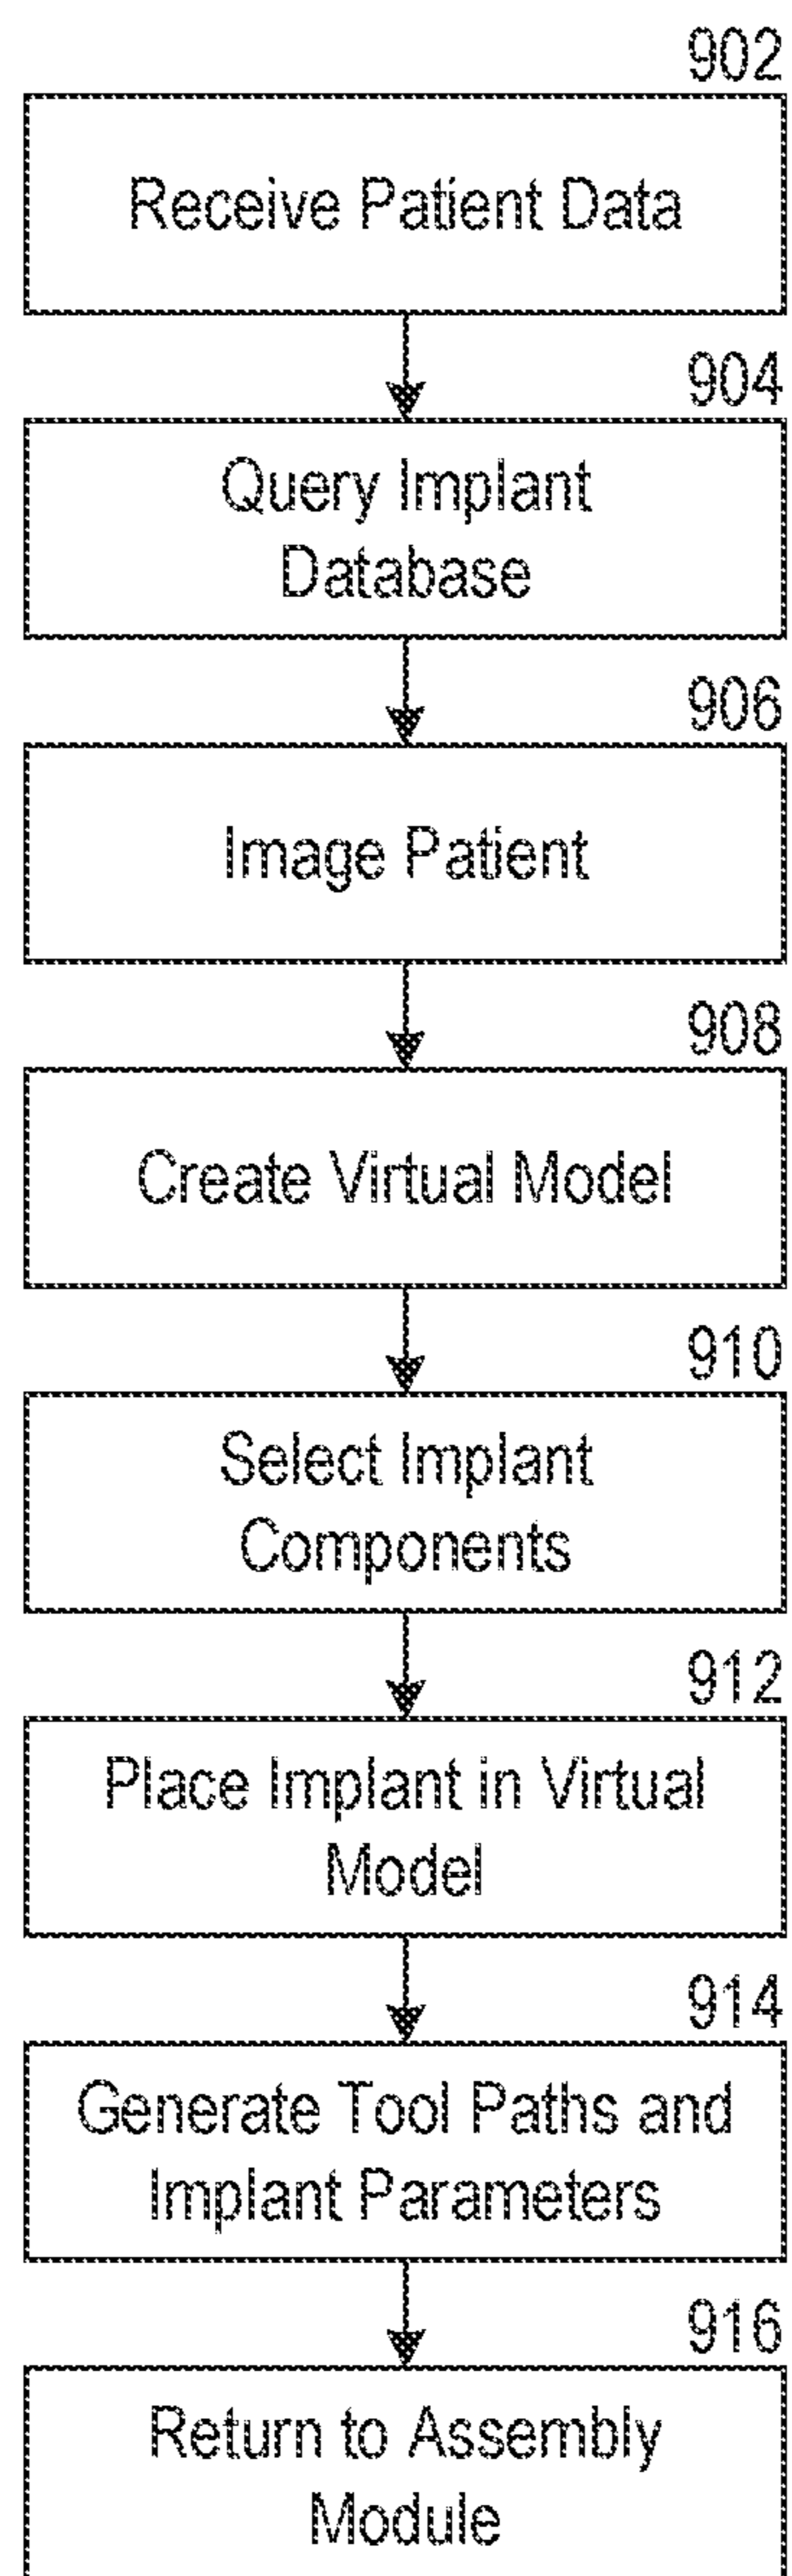 902
Receive Patient Data
904
Query Implant
Database
906
Image Patient
908
Create Virtual Model
910
Select Implant
Components
912
Place Implant in Virtual
Model
914
Generate Tool Paths and
Implant Parameters
916
Return to Assembly
Module